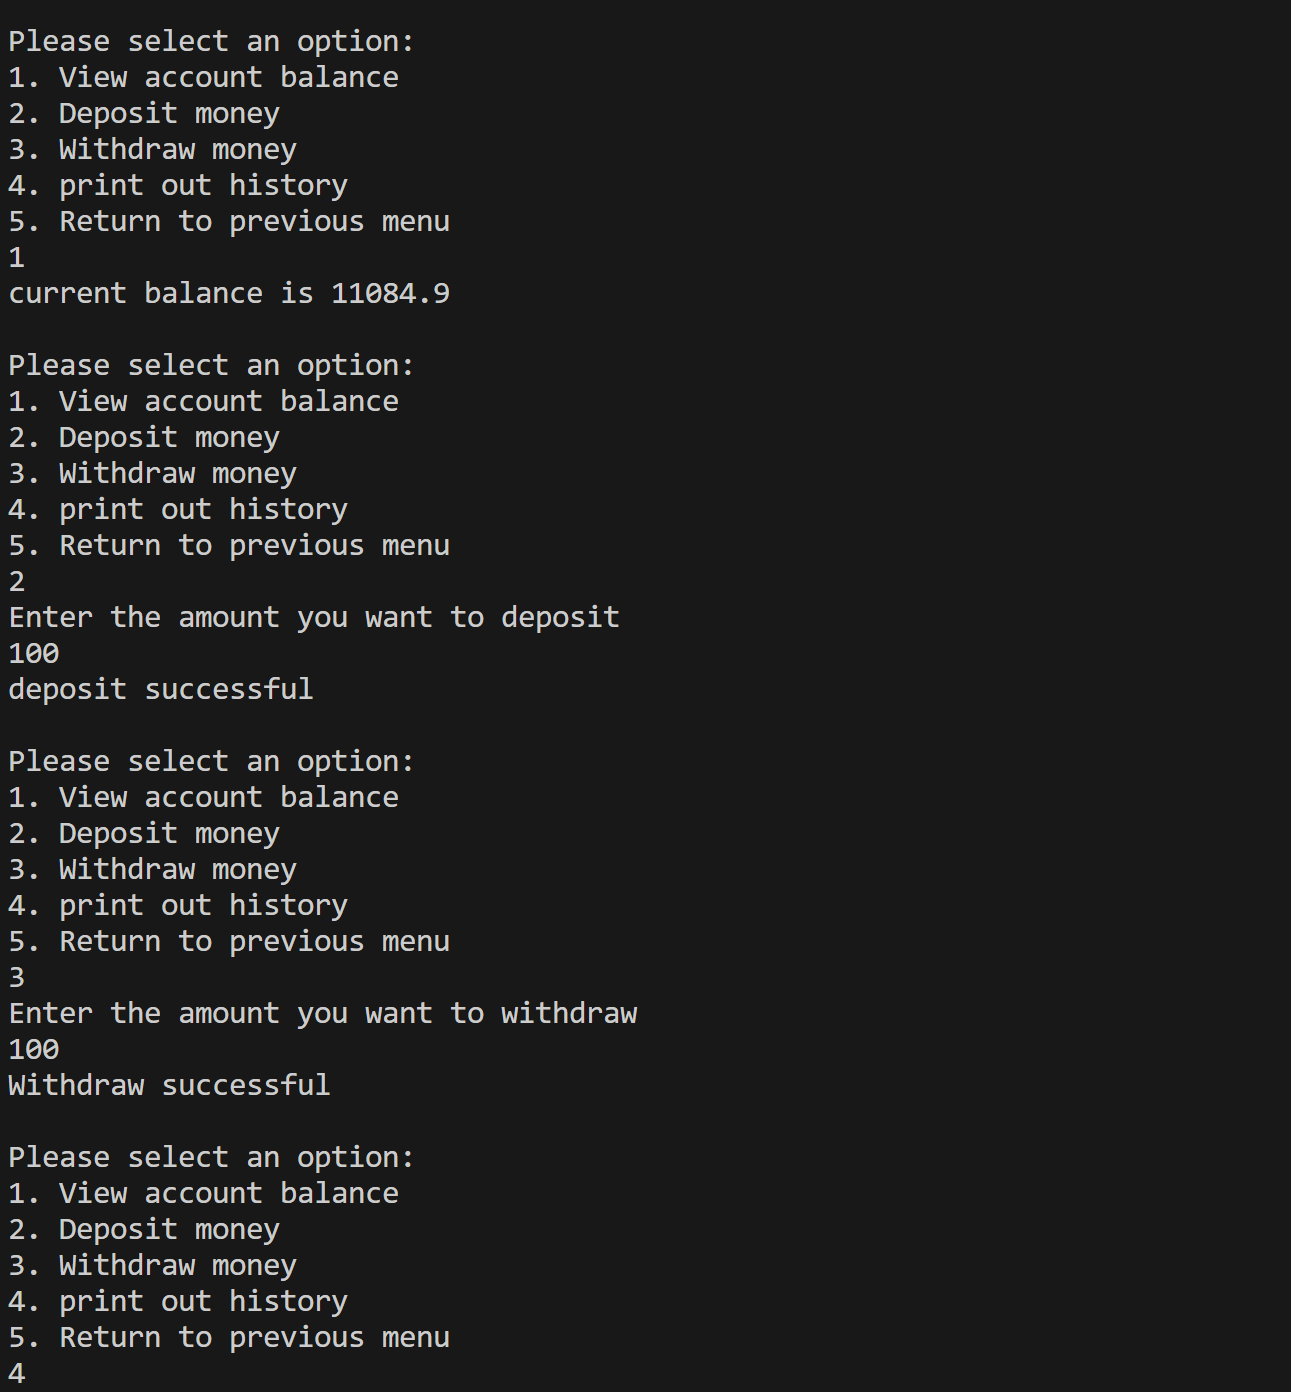 Please select an option:
1. View account balance
2. Deposit money
3. Withdraw money
4. print out history
5. Return to previous menu
1
current balance is 11084.9
Please select an option:
1. View account balance
2. Deposit money
3. Withdraw money
4. print out history
5. Return to previous menu
2
Enter the amount you want to deposit
100
deposit successful
Please select an option:
1. View account balance
2. Deposit money
3. Withdraw money
4. print out history
5. Return to previous menu
3
Enter the amount you want to withdraw
100
Withdraw successful
Please select an option:
1. View account balance
2. Deposit money
3. Withdraw money
4. print out history
5. Return to previous menu
4